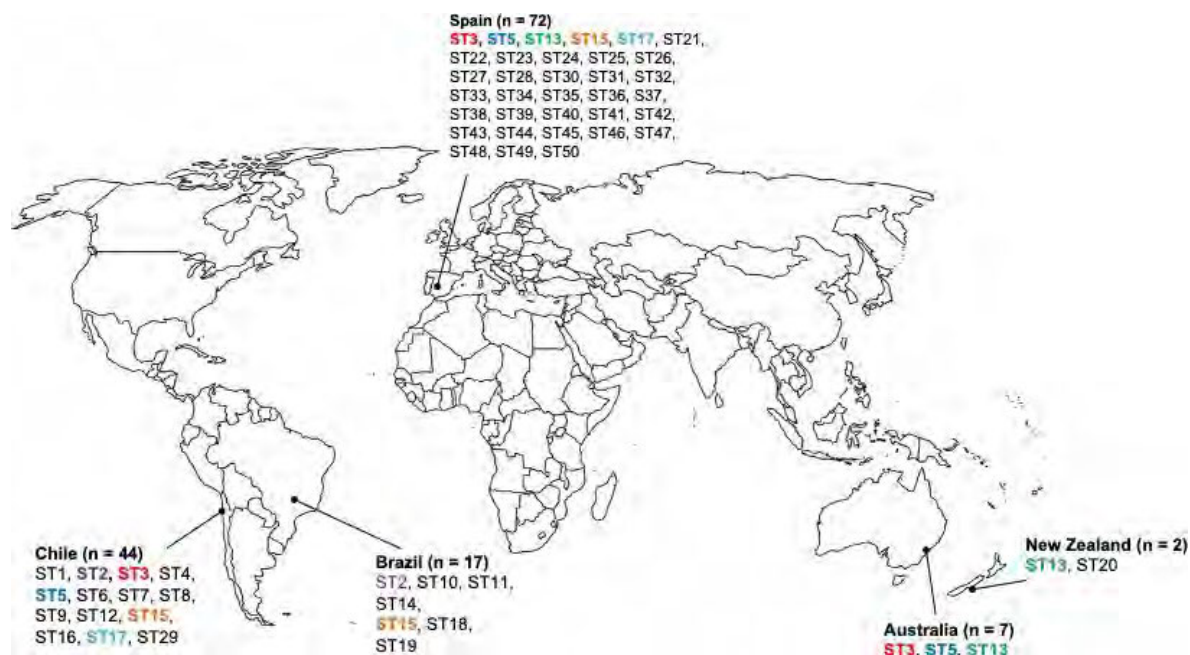 Spain (n = 72)
ST3, ST5, ST13, ST15, ST17, ST21,
ST22, ST23, ST24, ST25, ST26,
ST27, ST28, ST30, ST31, ST32,
ST33, ST34, ST35, ST36, S37,
ST38, ST39, ST40, ST41, ST42,
ST43, ST44, ST45, ST46, ST47,
ST48, ST49, ST50
Chile (n = 44)
ST1, ST2, ST3, ST4,
ST5, ST6, ST7, ST8,
ST9, ST12, ST15,
ST16, ST17, ST29
Brazil (n = 17)
ST2, ST10, ST11,
ST14,
ST15, ST18,
ST19
New Zealand (n = 2)
ST13, ST20
Australia (n = 7)
ST3, ST5, ST13